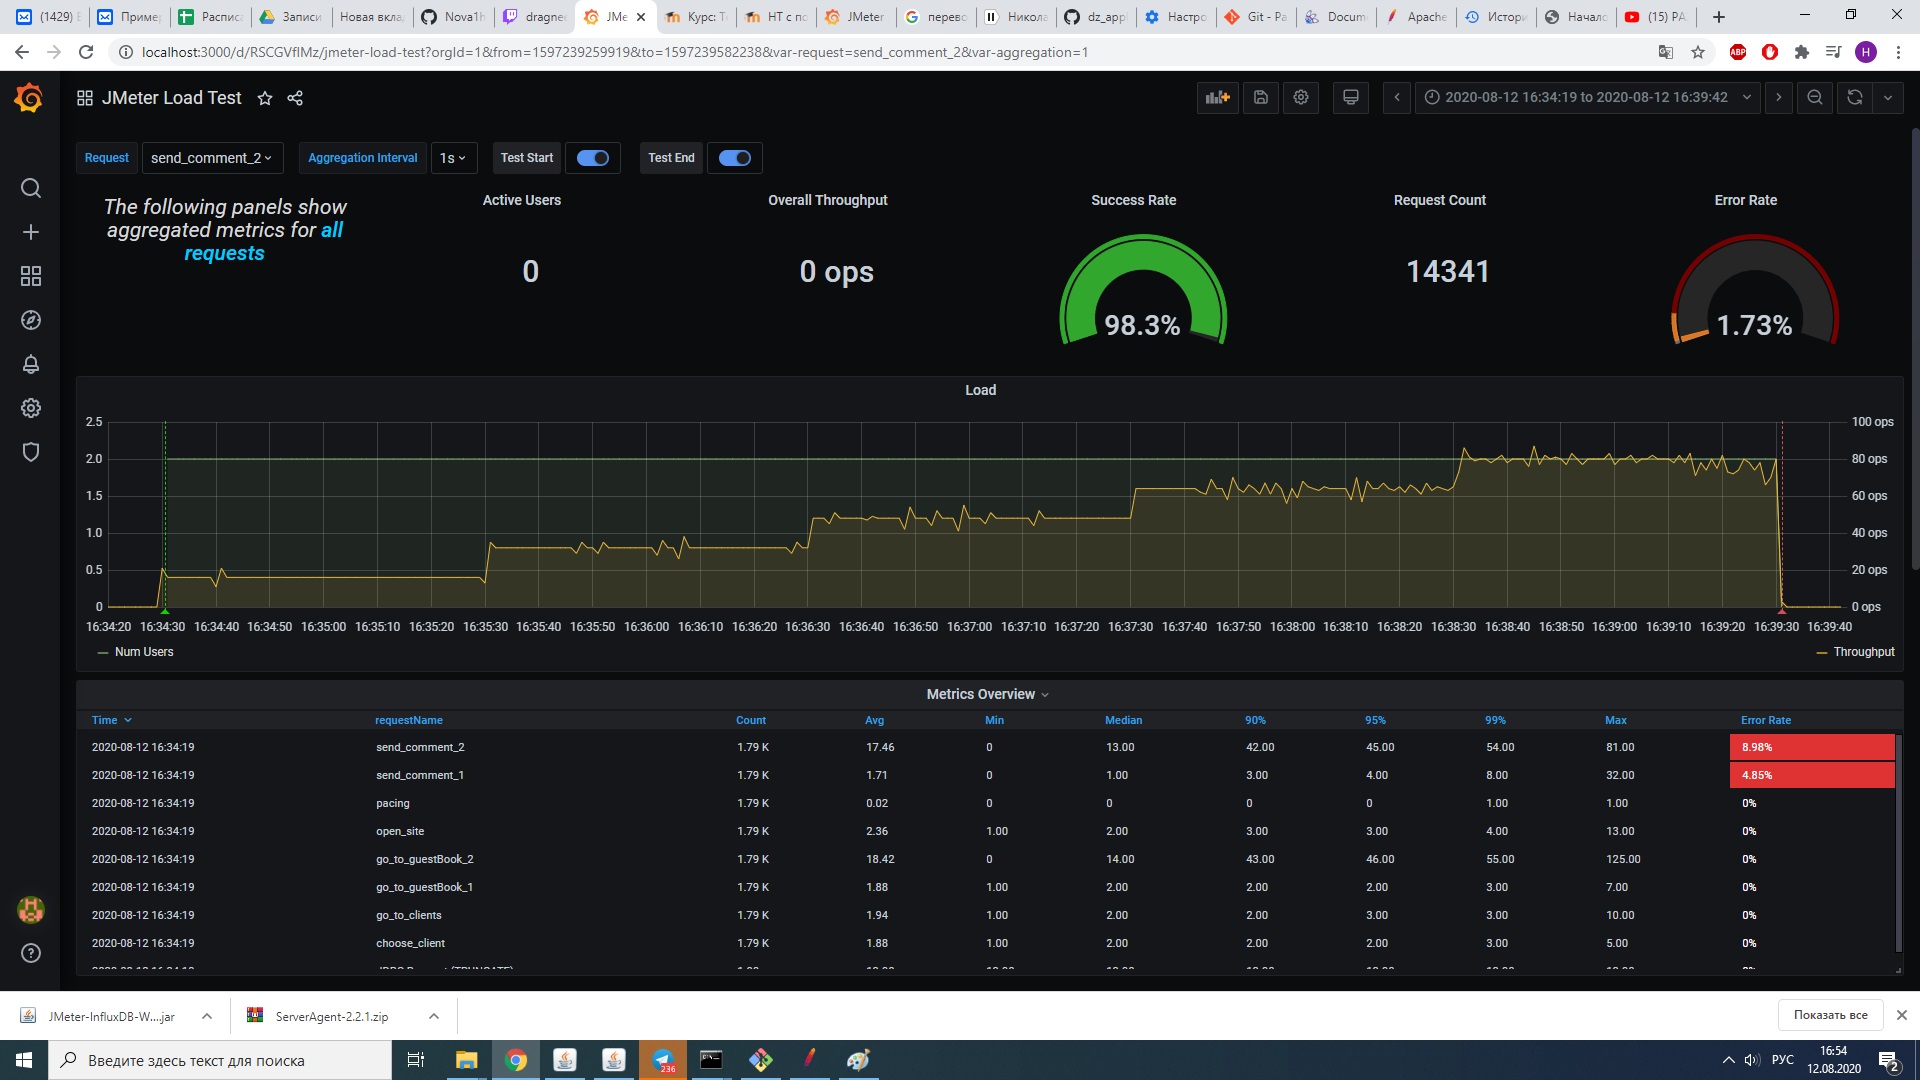 (1429) Е
Пример
Распис
Записи
Новая вкла
Nova1h
dragne
JMe
Курс: Т
НТ с по
JMeter
перево
Никола
dz_app
Настро
Git - Pa
Docum
Apache
Истори
Начало
(15) РА
localhost:3000/d/RSCGVfIMz/jmeter-load-test?orgId=1&from=1597239259919&to=1597239582238&var-request=send_comment_2&var-aggregation=1
ABP
H
JMeter Load Test
2020-08-12 16:34:19 to 2020-08-12 16:39:42
Request send_comment_2 Aggregation Interval 1s Test Start Test End
The following panels show
aggregated metrics for all
requests
Active Users
0
Overall Throughput
0 ops
Success Rate
98.3%
Request Count
14341
Error Rate
1.73%
Load
2.5
2.0
1.5
1.0
0.5
0
100 ops
80 ops
60 ops
40 ops
20 ops
0 ops
16:34:20 16:34:30 16:34:40 16:34:50 16:35:00 16:35:10 16:35:20 16:35:30 16:35:40 16:35:50 16:36:00 16:36:10 16:36:20 16:36:30 16:36:40 16:36:50 16:37:00 16:37:10 16:37:20 16:37:30 16:37:40 16:37:50 16:38:00 16:38:10 16:38:20 16:38:30 16:38:40 16:38:50 16:39:00 16:39:10 16:39:20 16:39:30 16:39:40
Num Users
Throughput
Metrics Overview
Time requestName Count Avg Min Median 90% 95% 99% Max Error Rate
2020-08-12 16:34:19 send_comment_2 1.79 K 17.46 0 13.00 42.00 45.00 54.00 81.00 8.98%
2020-08-12 16:34:19 send_comment_1 1.79 K 1.71 0 1.00 3.00 4.00 8.00 32.00 4.85%
2020-08-12 16:34:19 pacing 1.79 K 0.02 0 0 0 0 1.00 1.00 0%
2020-08-12 16:34:19 open_site 1.79 K 2.36 1.00 2.00 3.00 3.00 4.00 13.00 0%
2020-08-12 16:34:19 go_to_guestBook_2 1.79 K 18.42 0 14.00 43.00 46.00 55.00 125.00 0%
2020-08-12 16:34:19 go_to_guestBook_1 1.79 K 1.88 1.00 2.00 2.00 2.00 3.00 7.00 0%
2020-08-12 16:34:19 go_to_clients 1.79 K 1.94 1.00 2.00 2.00 3.00 3.00 10.00 0%
2020-08-12 16:34:19 choose_client 1.79 K 1.88 1.00 2.00 2.00 2.00 3.00 5.00 0%
JMeter-InfluxDB-W....jar
ServerAgent-2.2.1.zip
Показать все
Введите здесь текст для поиска
236
РУС
16:54
12.08.2020
2